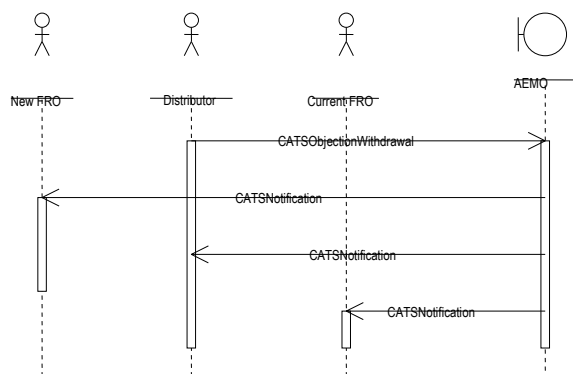 AEMO
New FRO
Distributor
Current FRO
CATSObjectionWithdrawal
CATSNotification
CATSNotification
CATSNotification